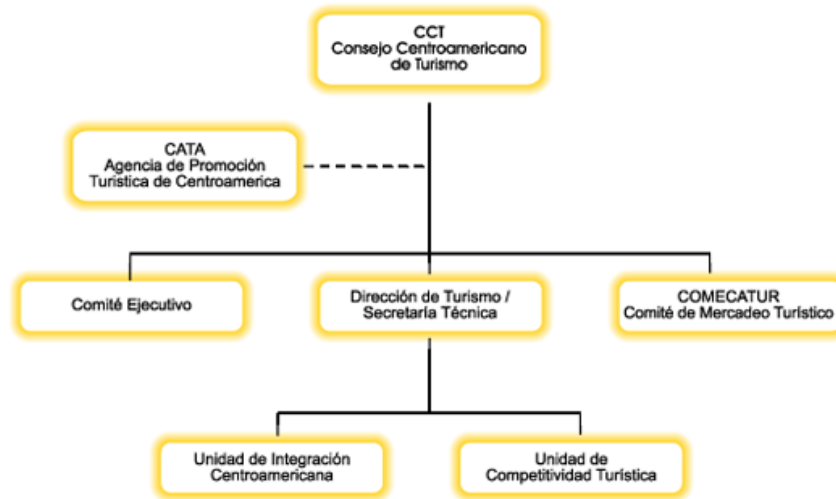 CCT
Consejo Centroamericano
de Turismo
CATA
Agencia de Promoción
Turistica de Centroamerica
Comité Ejecutivo
Dirección de Turismo /
Secretaría Técnica
COMECATUR
Comité de Mercadeo Turístico
Unidad de Integración
Centroamericana
Unidad de
Competitividad Turística